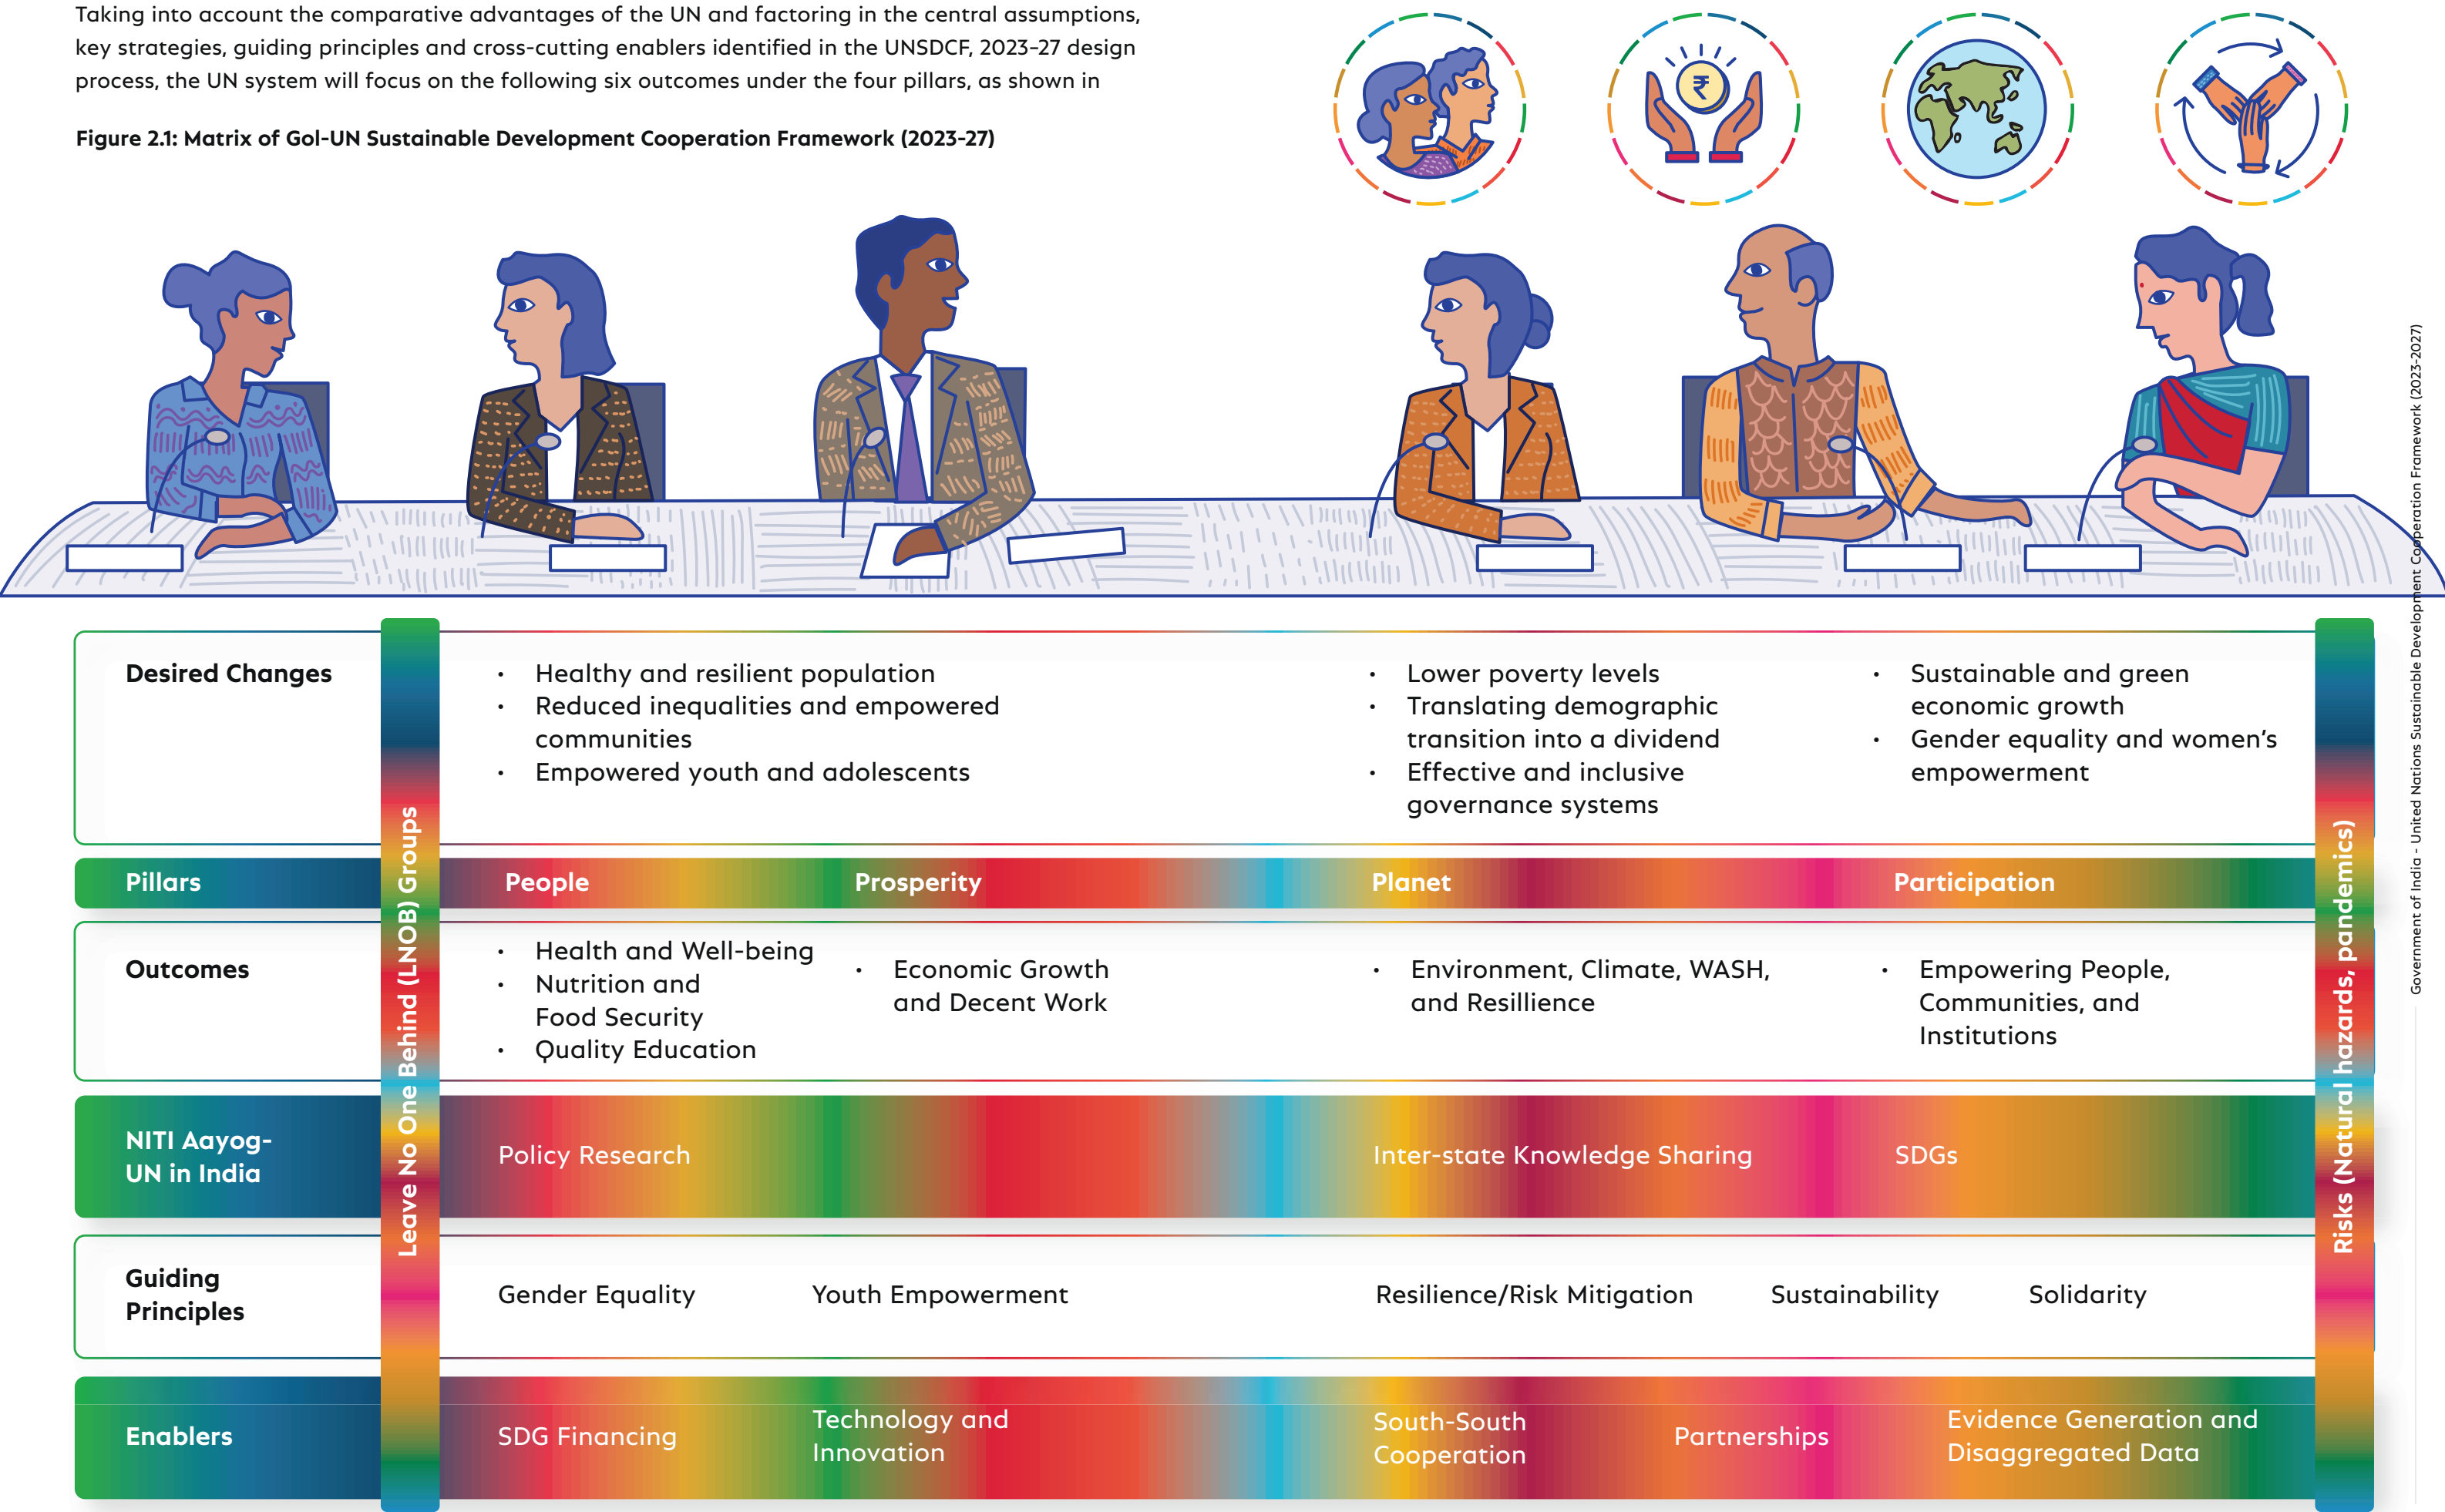 Taking into account the comparative advantages of the UN and factoring in the central assumptions,
key strategies, guiding principles and cross-cutting enablers identified in the UNSDCF, 2023-27 design
process, the UN system will focus on the following six outcomes under the four pillars, as shown in
Figure 2.1: Matrix of GoI-UN Sustainable Development Cooperation Framework (2023-27)
₹
Desired Changes
• Healthy and resilient population
• Reduced inequalities and empowered
communities
• Empowered youth and adolescents
• Lower poverty levels
• Translating demographic
transition into a dividend
• Effective and inclusive
governance systems
• Sustainable and green
economic growth
• Gender equality and women's
empowerment
Pillars
People
Prosperity
Planet
Participation
Outcomes
• Health and Well-being
• Nutrition and
Food Security
• Quality Education
• Economic Growth
and Decent Work
• Environment, Climate, WASH,
and Resillience
• Empowering People,
Communities, and
Institutions
NITI Aayog-
UN in India
Policy Research
Inter-state Knowledge Sharing
SDGs
Guiding
Principles
Gender Equality
Youth Empowerment
Resilience/Risk Mitigation
Sustainability
Solidarity
Enablers
SDG Financing
Technology and
Innovation
South-South
Cooperation
Partnerships
Evidence Generation and
Disaggregated Data
Leave No One Behind (LNOB) Groups
Risks (Natural hazards, pandemics)
Government of India - United Nations Sustainable Development Cooperation Framework (2023-2027)